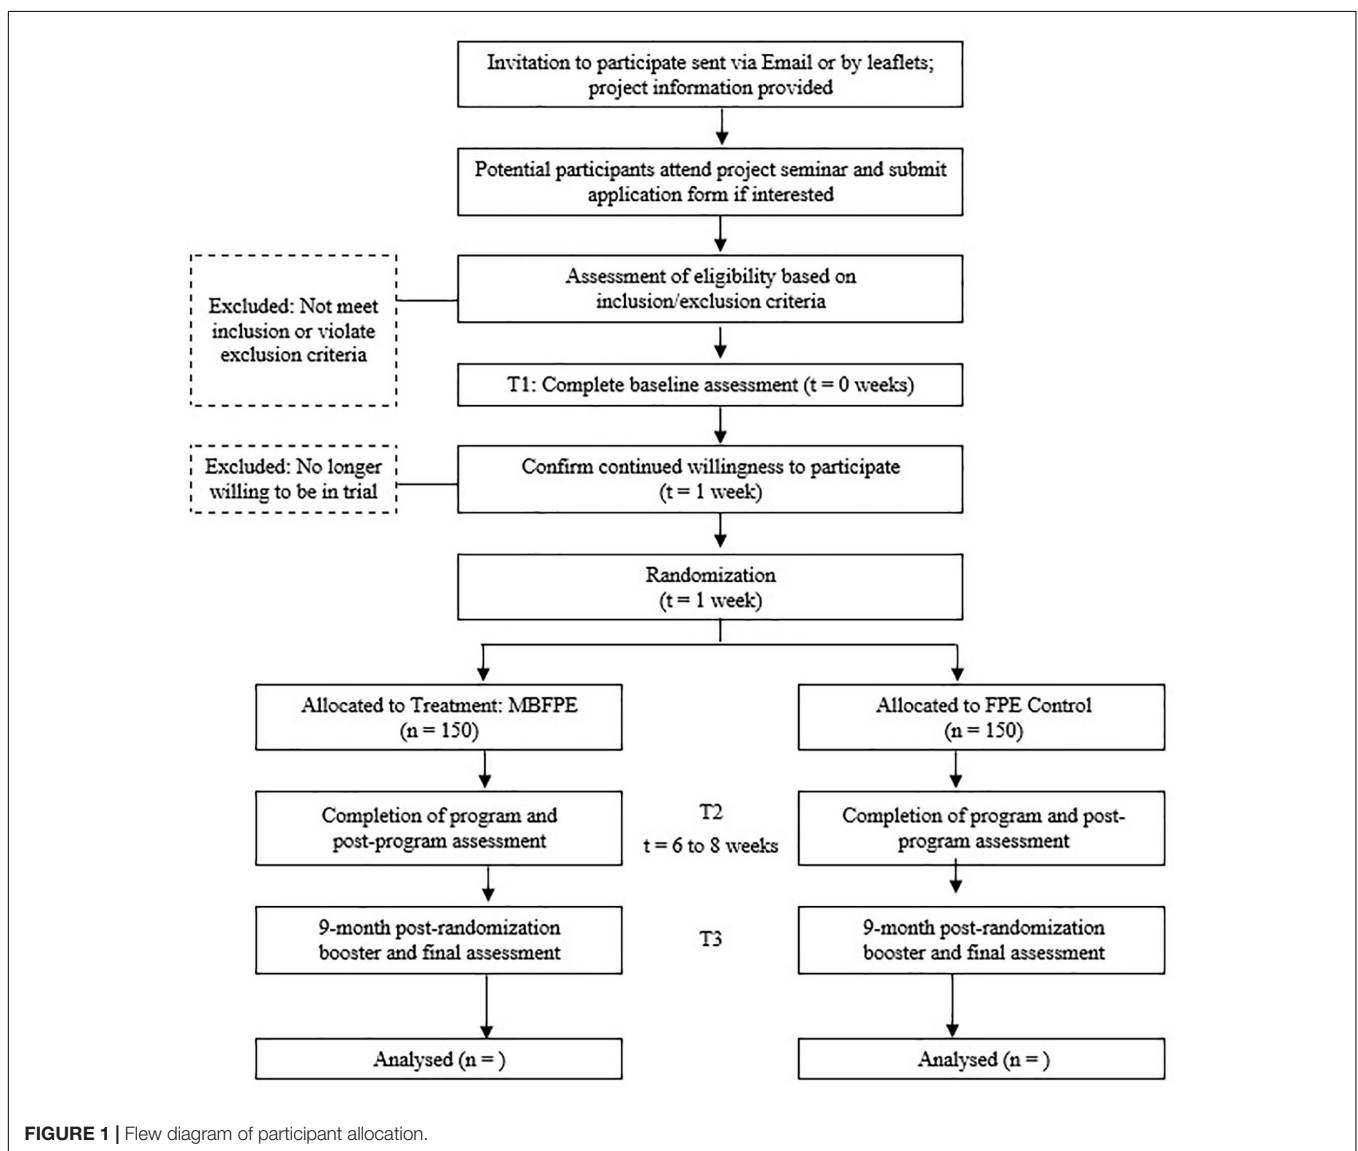 Invitation to participate sent via Email or by leaflets;
project information provided
Potential participants attend project seminar and submit
application form if interested
Assessment of eligibility based on
inclusion/exclusion criteria
Excluded: Not meet
inclusion or violate
exclusion criteria
T1: Complete baseline assessment (t = 0 weeks)
Confirm continued willingness to participate
(t = 1 week)
Excluded: No longer
willing to be in trial
Randomization
(t = 1 week)
Allocated to Treatment: MBFPE
(n = 150)
Allocated to FPE Control
(n = 150)
Completion of program and
post-program assessment
T2
t = 6 to 8 weeks
Completion of program and post-
program assessment
9-month post-randomization
booster and final assessment
T3
9-month post-randomization
booster and final assessment
Analysed (n = )
Analysed (n = )
FIGURE 1 | Flew diagram of participant allocation.